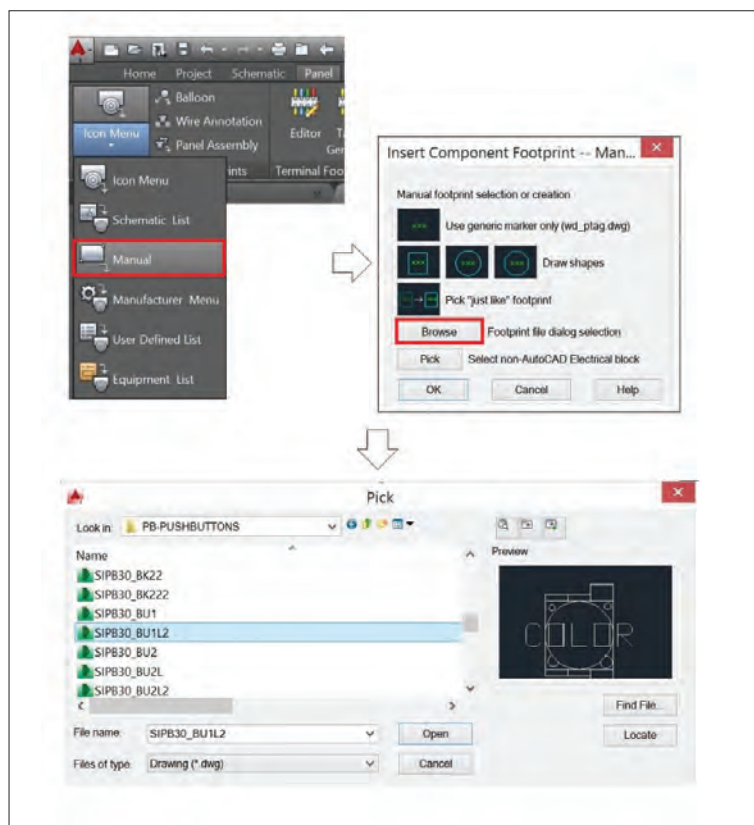 Home Project Schematic Panel
Balloon
Wire Annotation
Icon Menu
Panel Assembly
Editor
Terminal Foo
Icon Menu
Schematic List
Manual
Manufacturer Menu
User Defined List
Equipment List
Insert Component Footprint -- Man...
Manual footprint selection or creation
Use generic marker only (wd_ptag.dwg)
Draw shapes
Pick "just like" footprint
Browse Footprint file dialog selection
Pick Select non-AutoCAD Electrical block
OK Cancel Help
Pick
Look in: PB-PUSHBUTTONS
Preview
Name
SIPB30_BK22
SIPB30_BK222
SIPB30_BU1
SIPB30_BU1L2
SIPB30_BU2
SIPB30_BU2L
SIPB30_BU2L2
COLOR
Find File...
File name: SIPB30_BU1L2 Open Locate
Files of type: Drawing (*.dwg) Cancel